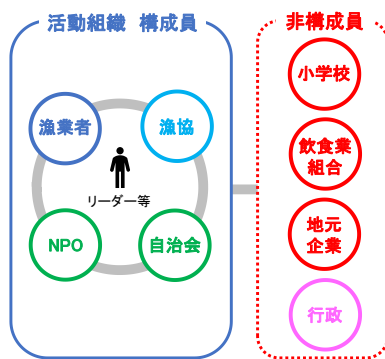 活動組織 構成員
漁業者
漁協
リーダー等
NPO
自治会
非構成員
小学校
飲食業
組合
地元
企業
行政